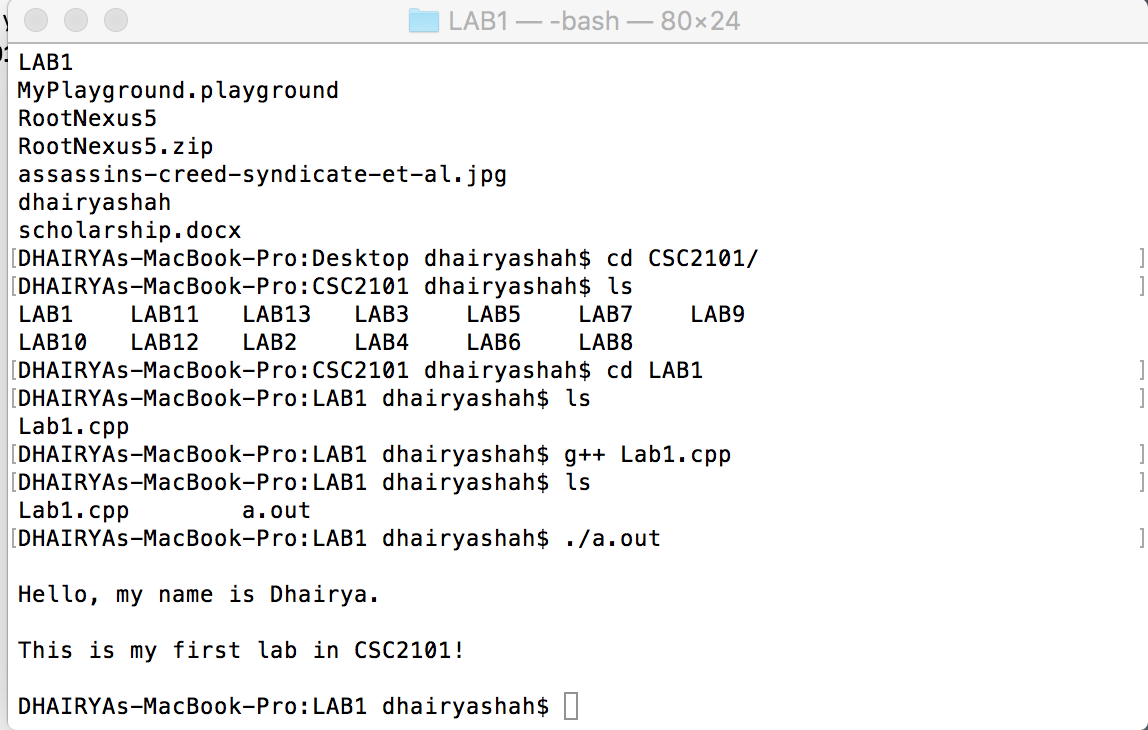 LAB1 — -bash — 80×24
LAB1
MyPlayground.playground
RootNexus5
RootNexus5.zip
assassins-creed-syndicate-et-al.jpg
dhairyashah
scholarship.docx
[DHAIRYAs-MacBook-Pro:Desktop dhairyashah$ cd CSC2101/ ]
[DHAIRYAs-MacBook-Pro:CSC2101 dhairyashah$ ls ]
LAB1 LAB11 LAB13 LAB3 LAB5 LAB7 LAB9
LAB10 LAB12 LAB2 LAB4 LAB6 LAB8
[DHAIRYAs-MacBook-Pro:CSC2101 dhairyashah$ cd LAB1 ]
[DHAIRYAs-MacBook-Pro:LAB1 dhairyashah$ ls ]
Lab1.cpp
[DHAIRYAs-MacBook-Pro:LAB1 dhairyashah$ g++ Lab1.cpp ]
[DHAIRYAs-MacBook-Pro:LAB1 dhairyashah$ ls ]
Lab1.cpp a.out
[DHAIRYAs-MacBook-Pro:LAB1 dhairyashah$ ./a.out ]
Hello, my name is Dhairya.
This is my first lab in CSC2101!
DHAIRYAs-MacBook-Pro:LAB1 dhairyashah$